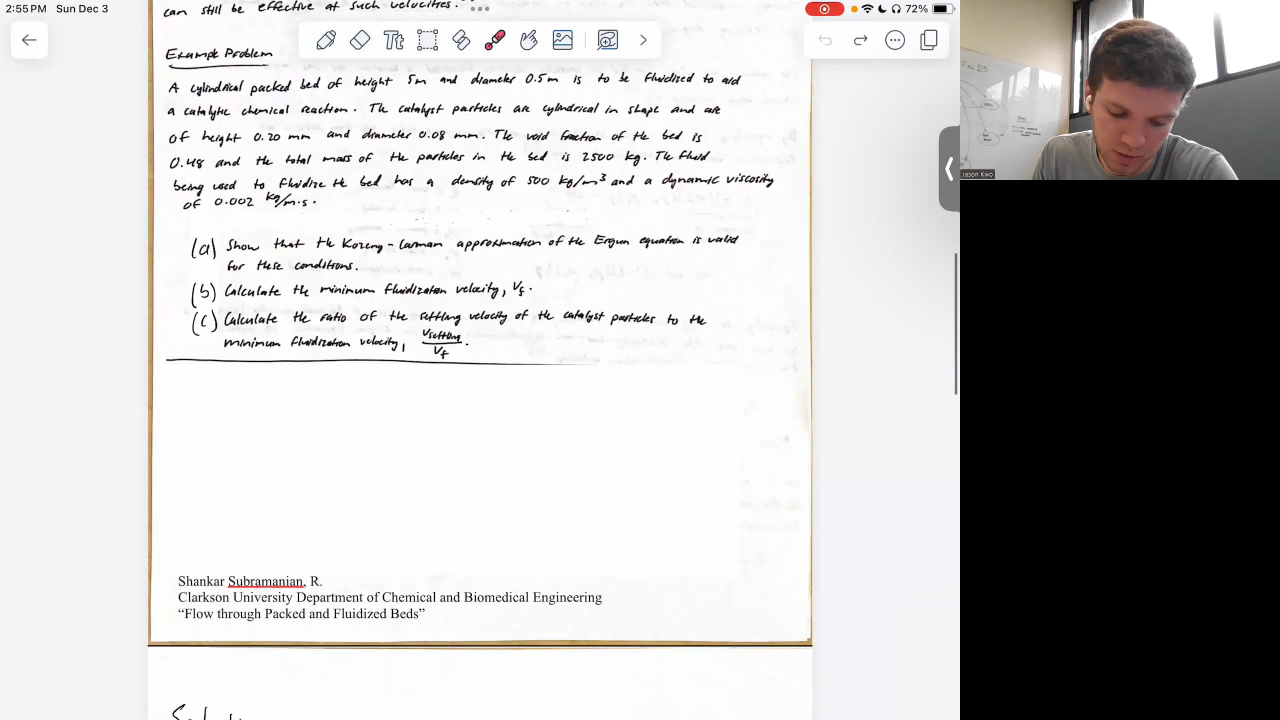 2:55 PM Sun Dec 3
72%
can still be effective at such velocities.
Tt
Example Problem
A cylindrical packed bed of height 5m and diameter 0.5m is to be fluidized to aid
a catalytic chemical reaction. The catalyst particles are cylindrical in shape and are
of height 0.20 mm and diameter 0.08 mm. The void fraction of the bed is
0.48 and the total mass of the particles in the bed is 2500 kg. The fluid
being used to fluidize the bed has a density of 500 kg/m³ and a dynamic viscosity
of 0.002 kg/m·s.
(a) Show that the Kozeny-Carman approximation of the Ergun equation is valid
for these conditions.
(b) Calculate the minimum fluidization velocity, Vf.
(c) Calculate the ratio of the settling velocity of the catalyst particles to the
minimum fluidization velocity, Vsettling/Vf.
Shankar Subramanian, R.
Clarkson University Department of Chemical and Biomedical Engineering
“Flow through Packed and Fluidized Beds”
Jason Kwo